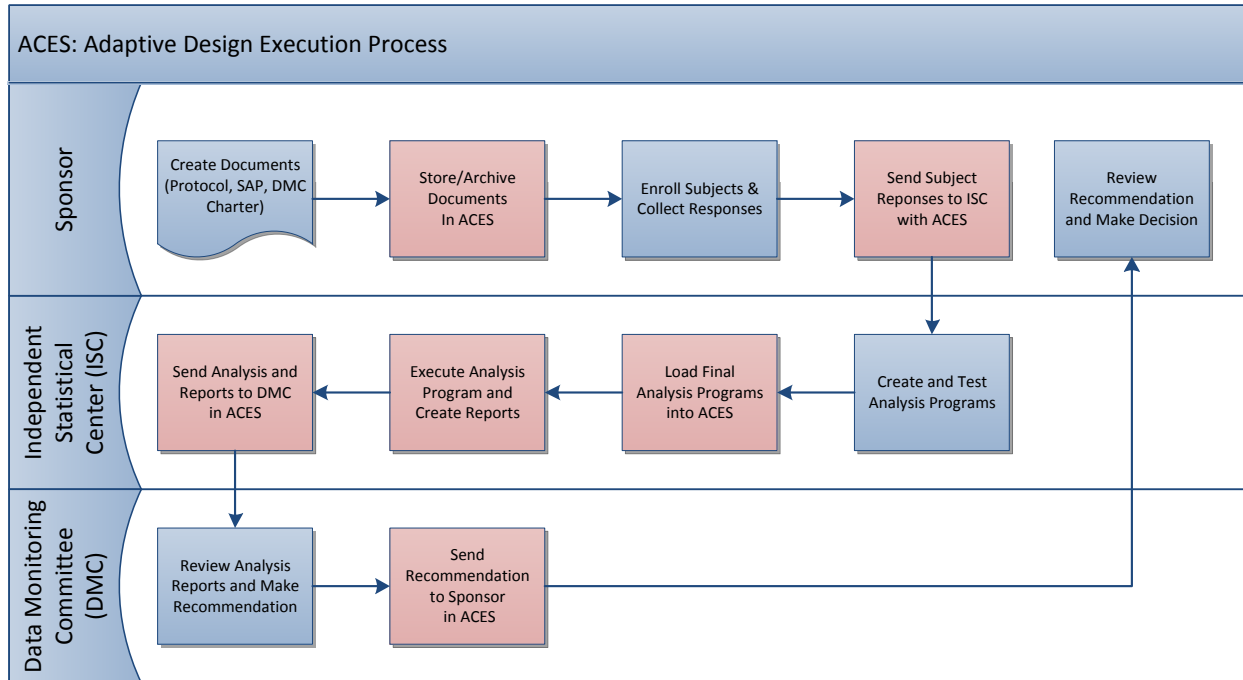 ACES: Adaptive Design Execution Process
Sponsor
Create Documents
(Protocol, SAP, DMC
Charter)
Store/Archive
Documents
In ACES
Enroll Subjects &
Collect Responses
Send Subject
Reponses to ISC
with ACES
Review
Recommendation
and Make Decision
Independent
Statistical
Center (ISC)
Send Analysis and
Reports to DMC
in ACES
Execute Analysis
Program and
Create Reports
Load Final
Analysis Programs
into ACES
Create and Test
Analysis Programs
Data Monitoring
Committee
(DMC)
Review Analysis
Reports and Make
Recommendation
Send
Recommendation
to Sponsor
in ACES